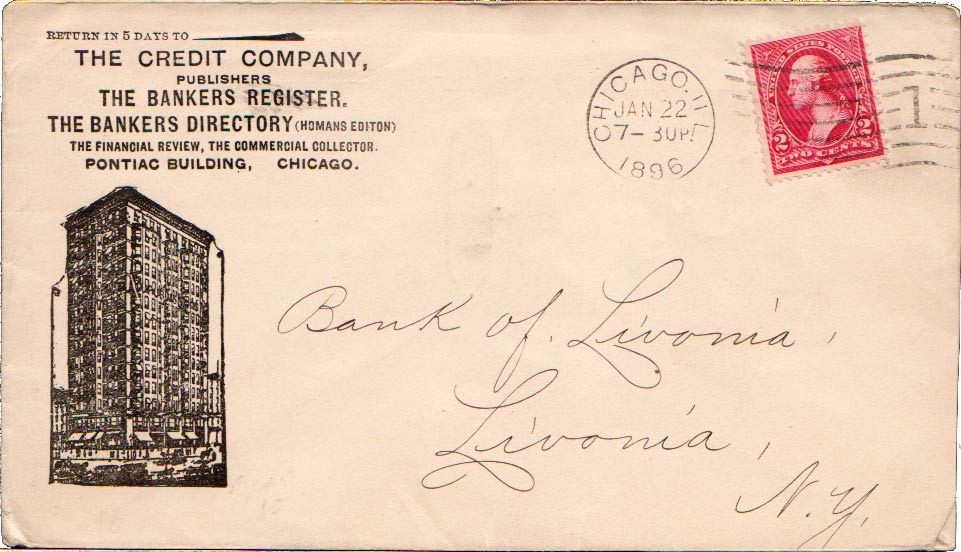 RETURN IN 5 DAYS TO
THE CREDIT COMPANY,
PUBLISHERS
THE BANKERS REGISTER.
THE BANKERS DIRECTORY (HOMANS EDITON)
THE FINANCIAL REVIEW, THE COMMERCIAL COLLECTOR.
PONTIAC BUILDING, CHICAGO.
CHICAGO. ILL
JAN 22
7-30P.
1896
1
UNITED STATES POSTAGE
2 2
TWO CENTS
Bank of. Livonia,
Livonia,
N.Y.